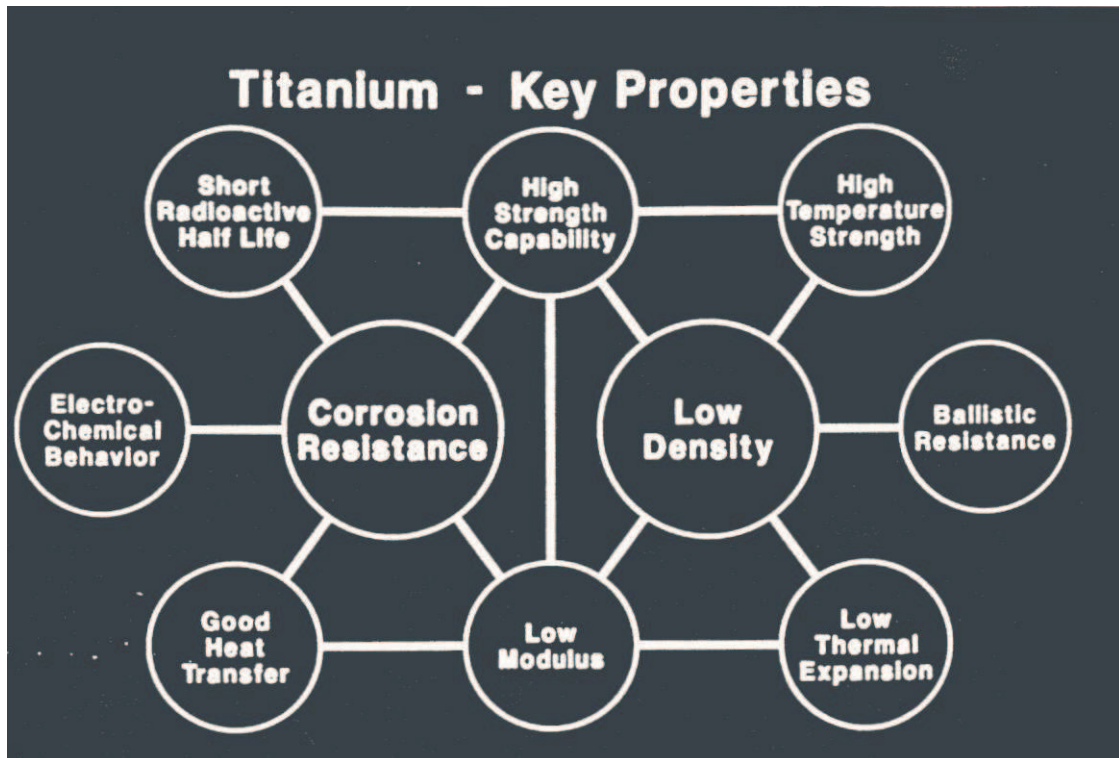 Titanium - Key Properties
Short
Radioactive
Half Life
High
Strength
Capability
High
Temperature
Strength
Electro-
Chemical
Behavior
Corrosion
Resistance
Low
Density
Ballistic
Resistance
Good
Heat
Transfer
Low
Modulus
Low
Thermal
Expansion